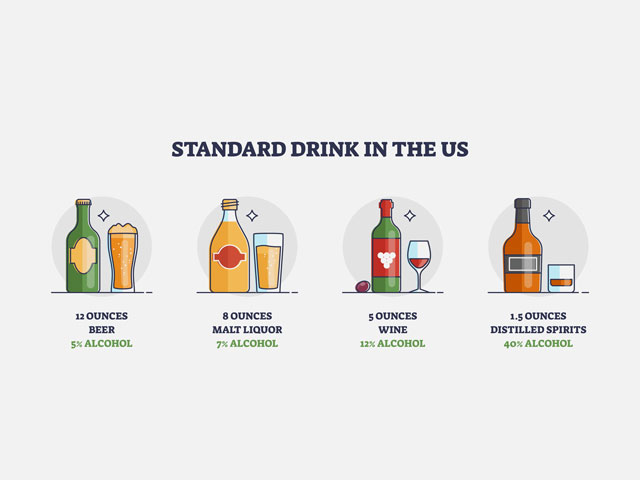 STANDARD DRINK IN THE US
12 OUNCES
BEER
5% ALCOHOL
8 OUNCES
MALT LIQUOR
7% ALCOHOL
5 OUNCES
WINE
12% ALCOHOL
1.5 OUNCES
DISTILLED SPIRITS
40% ALCOHOL